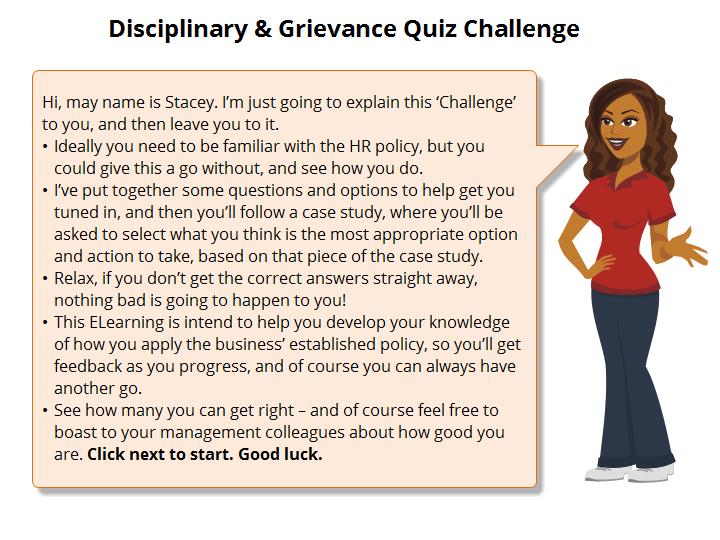 Disciplinary & Grievance Quiz Challenge
Hi, may name is Stacey. I’m just going to explain this ‘Challenge’
to you, and then leave you to it.
• Ideally you need to be familiar with the HR policy, but you
could give this a go without, and see how you do.
• I’ve put together some questions and options to help get you
tuned in, and then you’ll follow a case study, where you’ll be
asked to select what you think is the most appropriate option
and action to take, based on that piece of the case study.
• Relax, if you don’t get the correct answers straight away,
nothing bad is going to happen to you!
• This ELearning is intend to help you develop your knowledge
of how you apply the business’ established policy, so you’ll get
feedback as you progress, and of course you can always have
another go.
• See how many you can get right – and of course feel free to
boast to your management colleagues about how good you
are. Click next to start. Good luck.